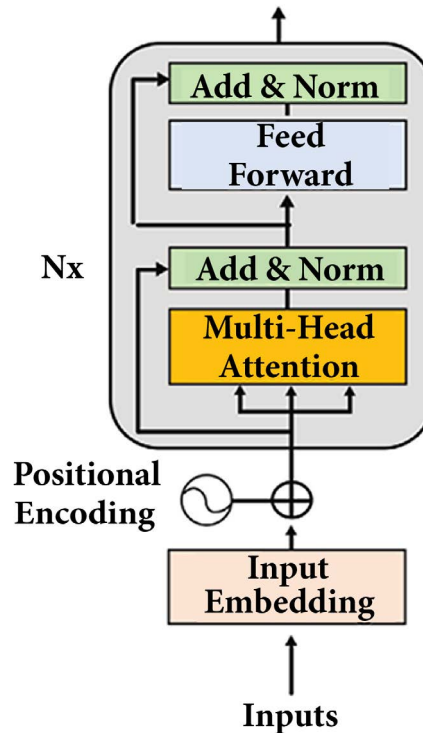 Add & Norm
Feed
Forward
Nx
Add & Norm
Multi-Head
Attention
Positional
Encoding
Input
Embedding
Inputs